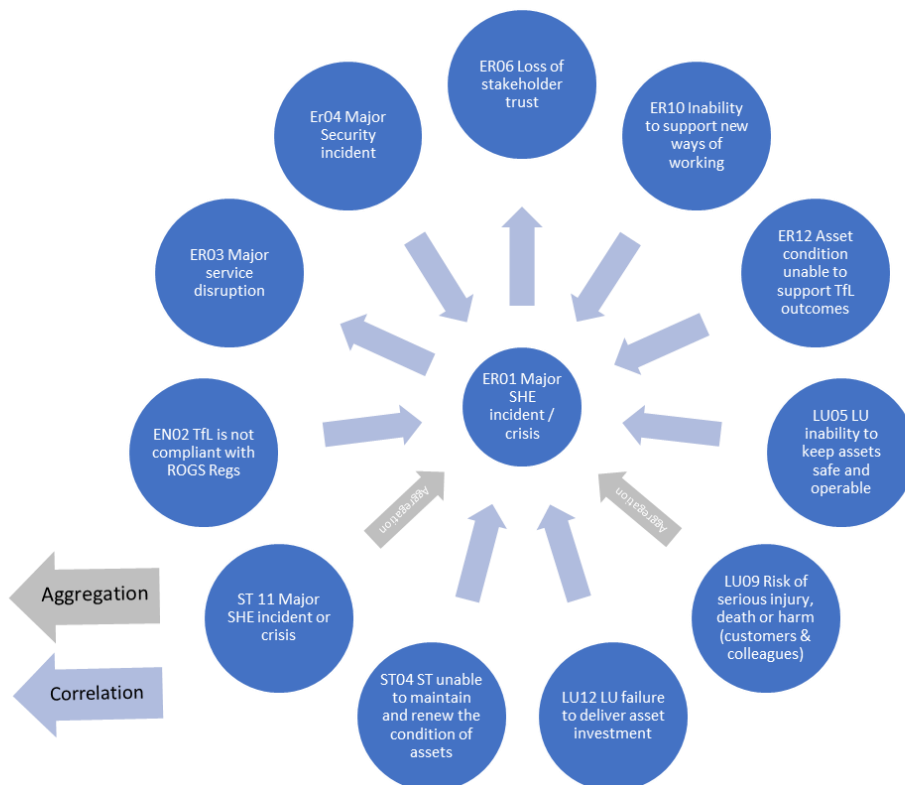 ER06 Loss of
stakeholder
trust
Er04 Major
Security
incident
ER10 Inability
to support new
ways of
working
ER03 Major
service
disruption
ER12 Asset
condition
unable to
support TfL
outcomes
ER01 Major
SHE
incident /
crisis
EN02 TfL is not
compliant with
ROGS Regs
LU05 LU
inability to
keep assets
safe and
operable
Aggregation
Aggregation
ST 11 Major
SHE incident or
crisis
LU09 Risk of
serious injury,
death or harm
(customers &
colleagues)
ST04 ST unable
to maintain
and renew the
condition of
assets
LU12 LU failure
to deliver asset
investment
Aggregation
Correlation